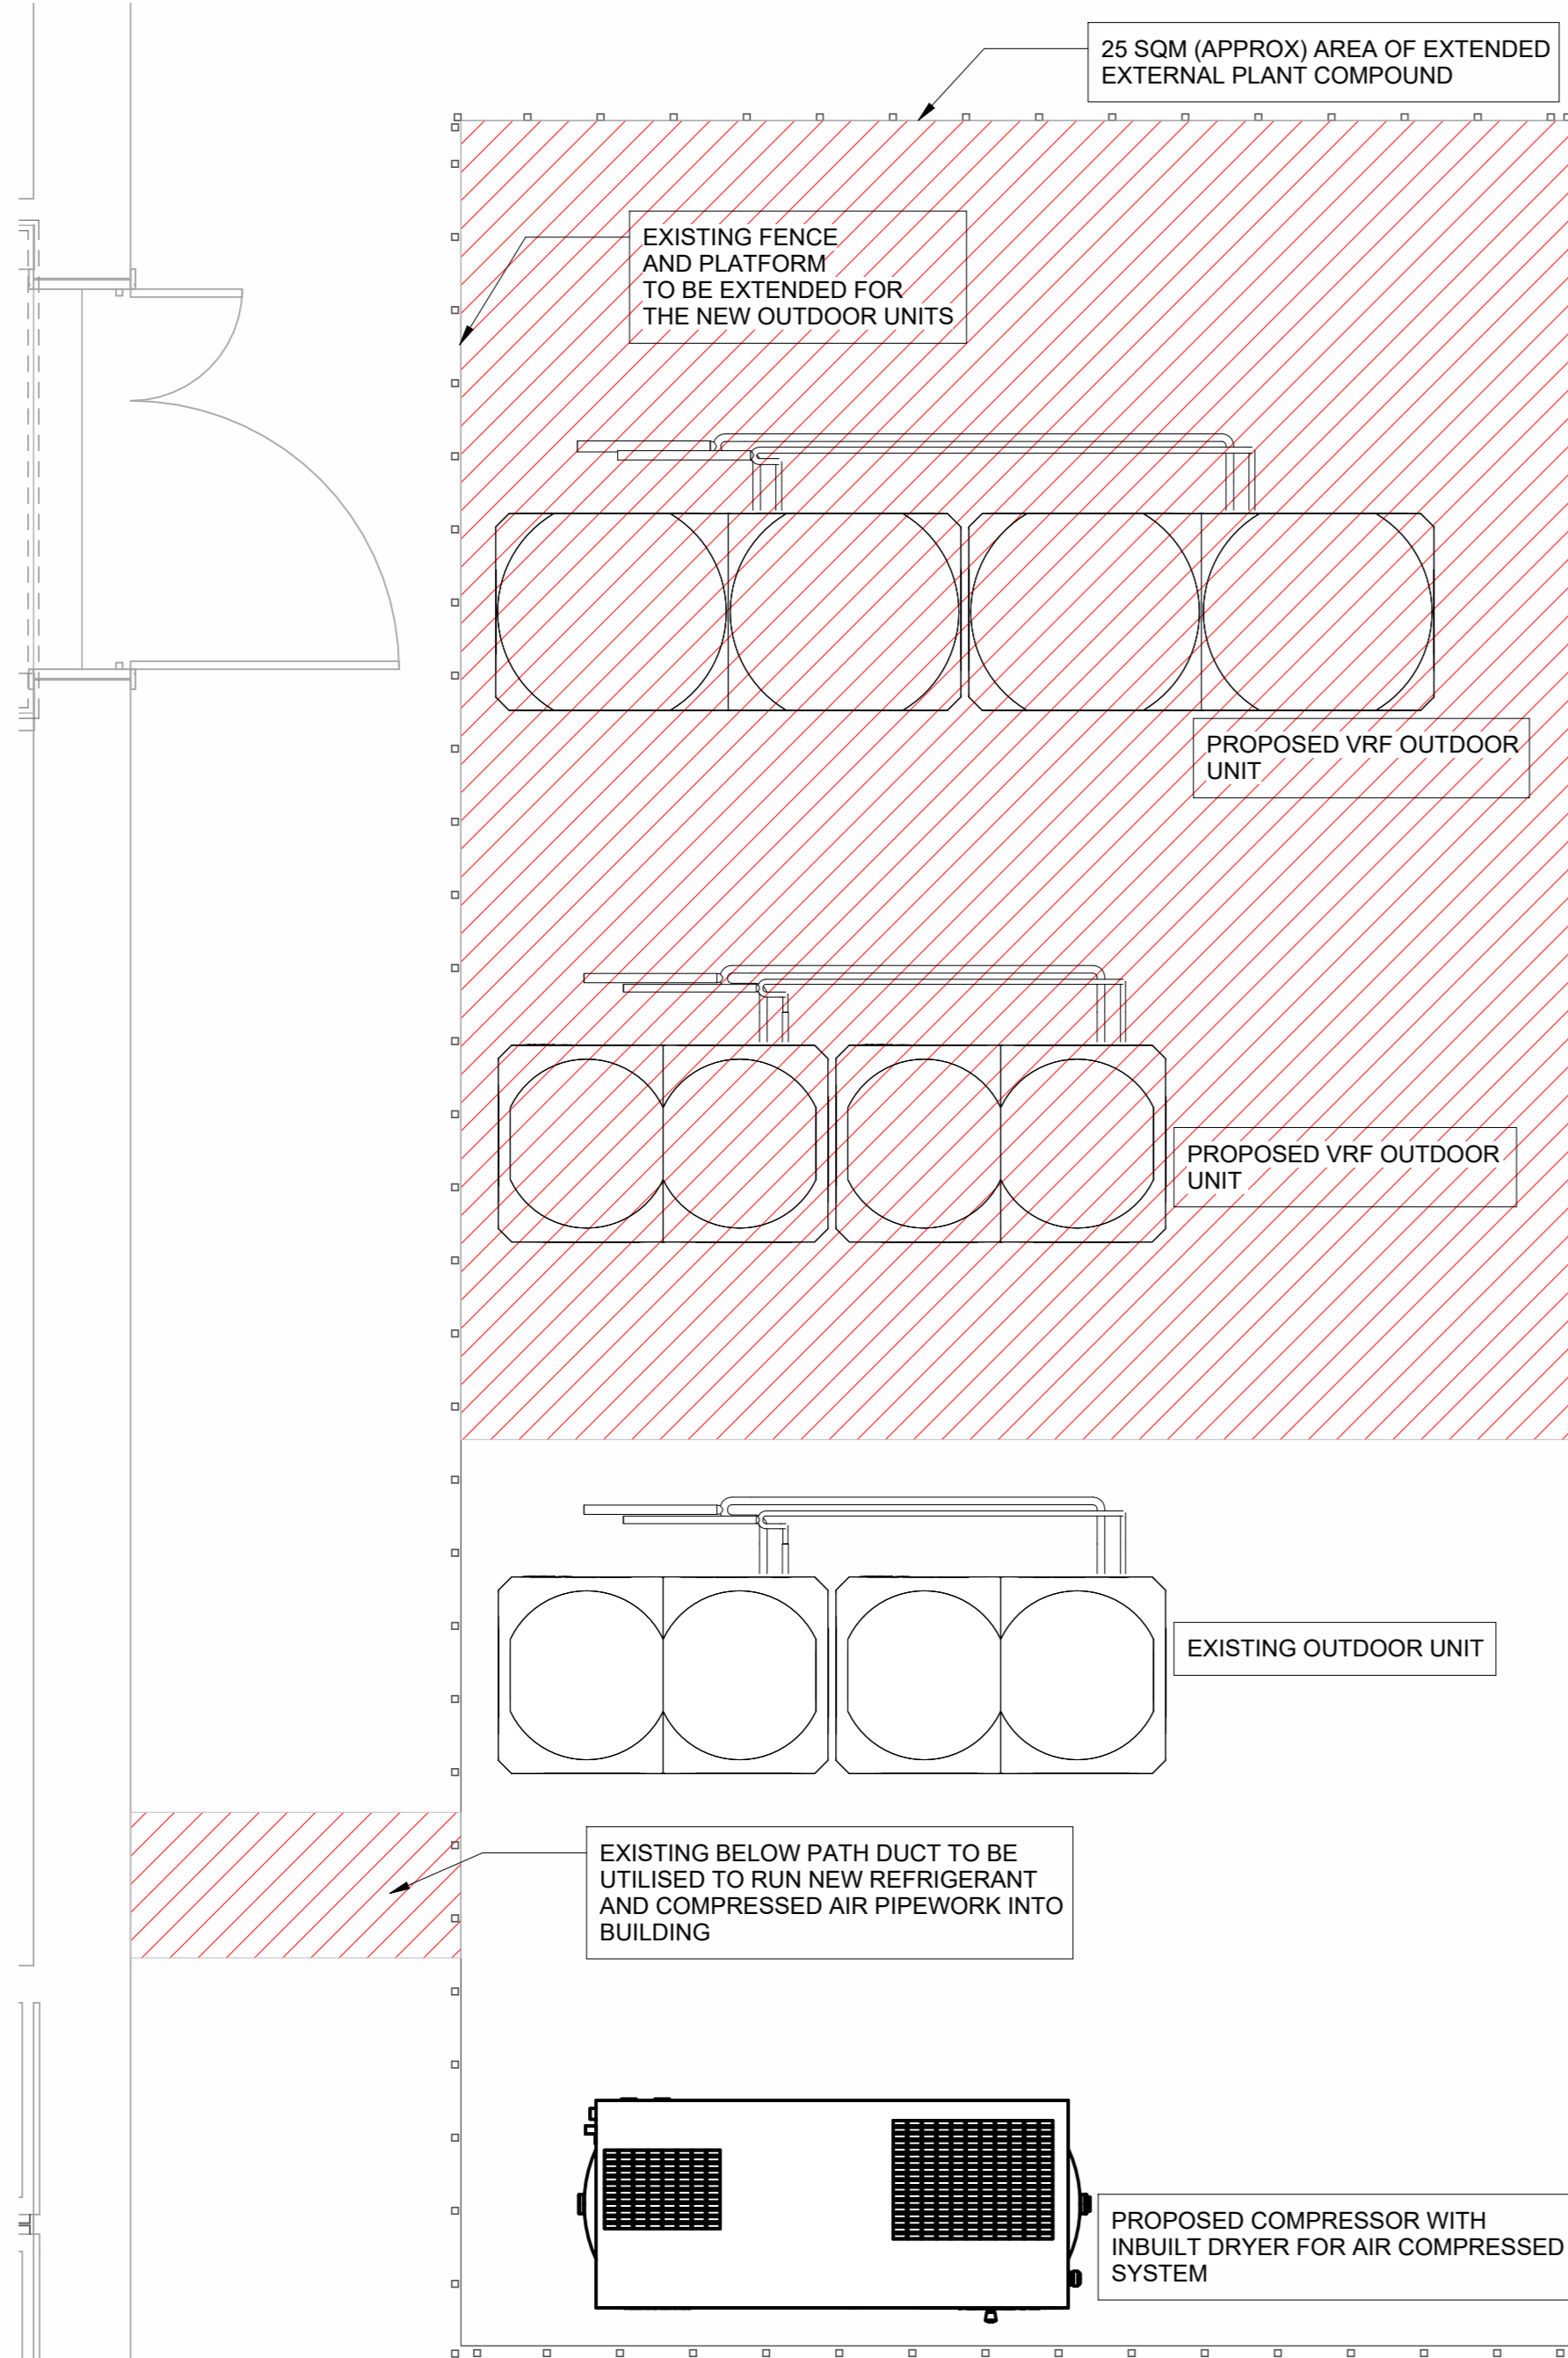 25 SQM (APPROX) AREA OF EXTENDED
EXTERNAL PLANT COMPOUND
EXISTING FENCE
AND PLATFORM
TO BE EXTENDED FOR
THE NEW OUTDOOR UNITS
PROPOSED VRF OUTDOOR
UNIT
PROPOSED VRF OUTDOOR
UNIT
EXISTING OUTDOOR UNIT
EXISTING BELOW PATH DUCT TO BE
UTILISED TO RUN NEW REFRIGERANT
AND COMPRESSED AIR PIPEWORK INTO
BUILDING
PROPOSED COMPRESSOR WITH
INBUILT DRYER FOR AIR COMPRESSED
SYSTEM